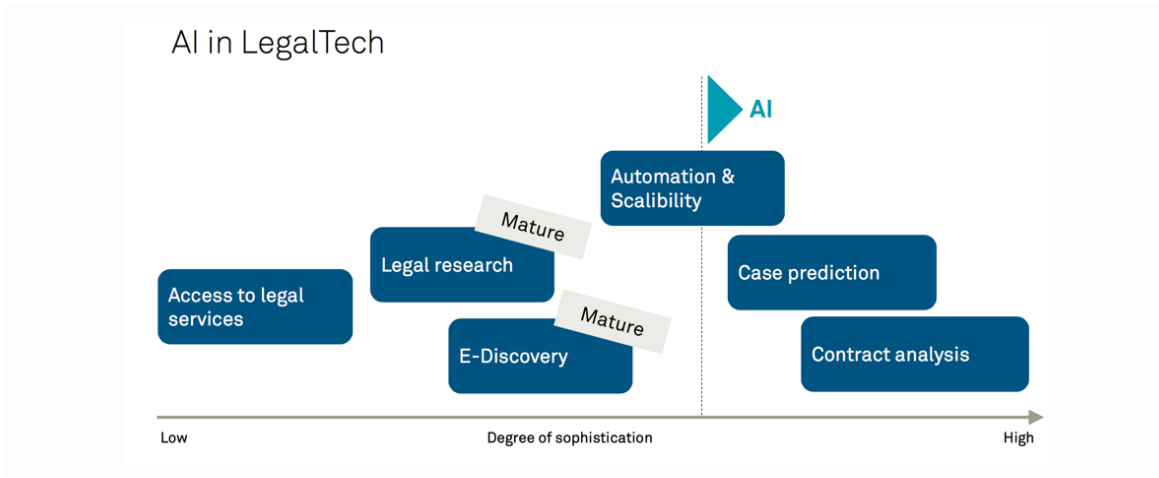 AI in LegalTech
AI
Automation &
Scalibility
Mature
Legal research
Case prediction
Access to legal
services
Mature
E-Discovery
Contract analysis
Low
Degree of sophistication
High